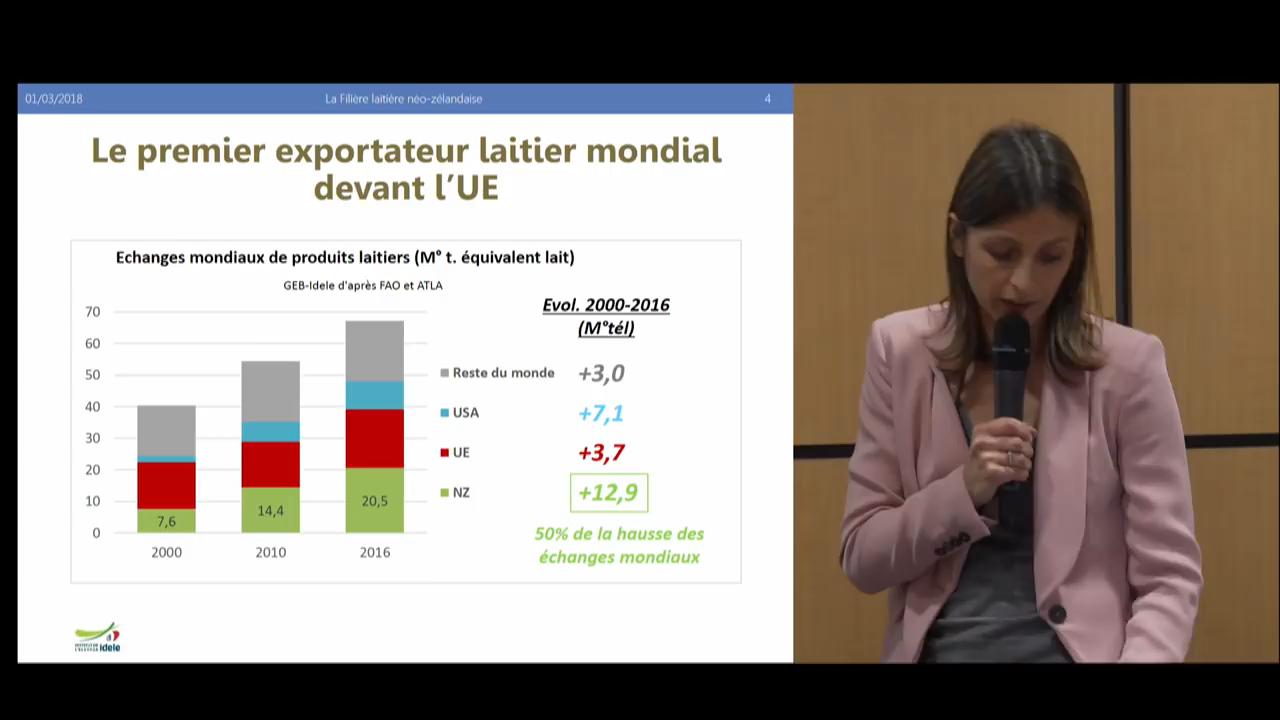 01/03/2018
La Filière laitière néo-zélandaise
4
Le premier exportateur laitier mondial
devant l'UE
Echanges mondiaux de produits laitiers (M° t. équivalent lait)
GEB-Idele d'après FAO et ATLA
Evol. 2000-2016
(M°tél)
70
60
50
40
30
20
10
0
7,6
14,4
20,5
2000
2010
2016
Reste du monde +3,0
USA +7,1
UE +3,7
NZ +12,9
50% de la hausse des
échanges mondiaux
INSTITUT DE
L'ELEVAGE idele